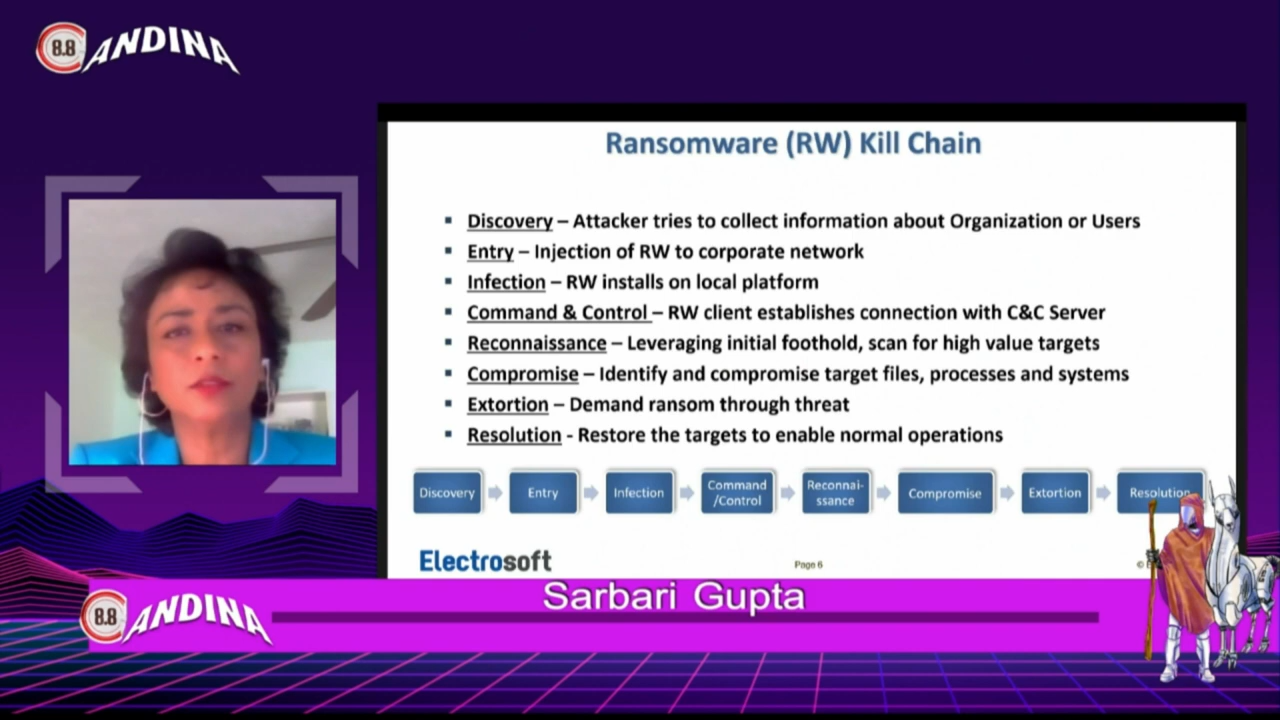 8.8 ANDINA
Ransomware (RW) Kill Chain
▪ Discovery – Attacker tries to collect information about Organization or Users
▪ Entry – Injection of RW to corporate network
▪ Infection – RW installs on local platform
▪ Command & Control – RW client establishes connection with C&C Server
▪ Reconnaissance – Leveraging initial foothold, scan for high value targets
▪ Compromise – Identify and compromise target files, processes and systems
▪ Extortion – Demand ransom through threat
▪ Resolution - Restore the targets to enable normal operations
Discovery
Entry
Infection
Command
/Control
Reconnai-
ssance
Compromise
Extortion
Resolution
Electrosoft
Page 6
©
Sarbari Gupta
8.8 ANDINA